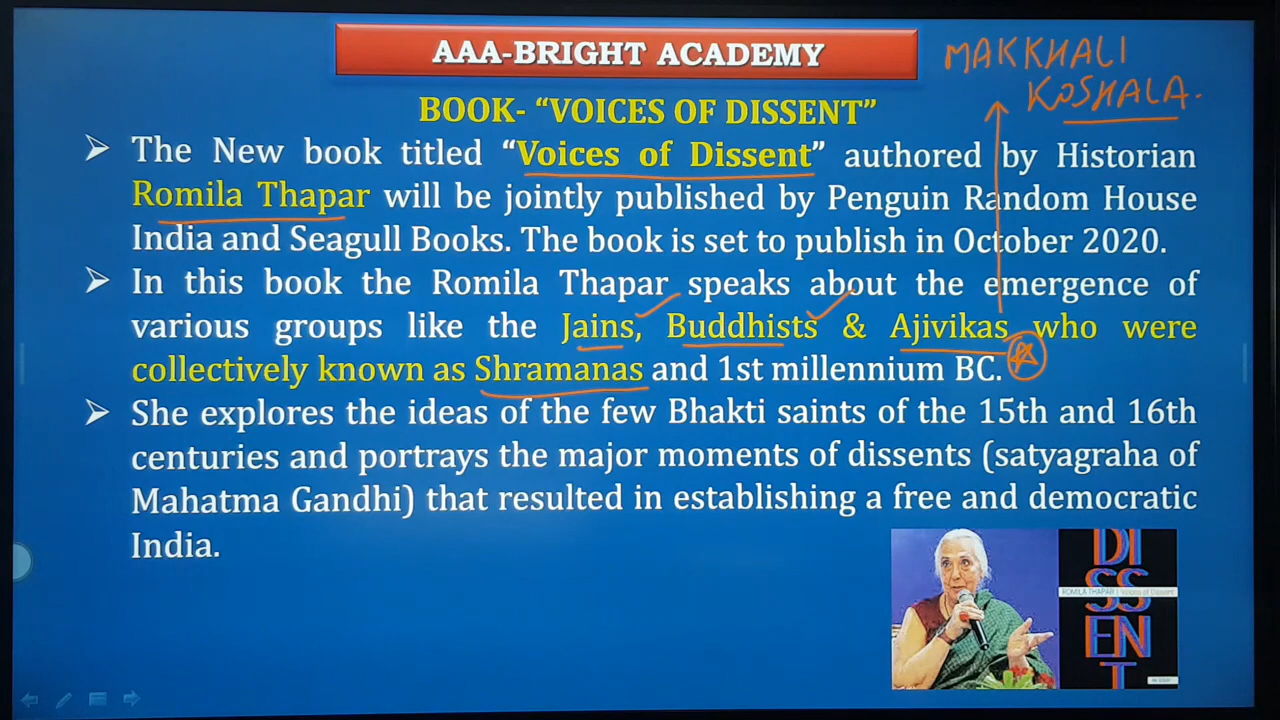 AAA-BRIGHT ACADEMY
MAKKHALI
KOSHALA.
BOOK- “VOICES OF DISSENT”
The New book titled “Voices of Dissent” authored by Historian
Romila Thapar will be jointly published by Penguin Random House
India and Seagull Books. The book is set to publish in October 2020.
In this book the Romila Thapar speaks about the emergence of
various groups like the Jains, Buddhists & Ajivikas who were
collectively known as Shramanas and 1st millennium BC.
She explores the ideas of the few Bhakti saints of the 15th and 16th
centuries and portrays the major moments of dissents (satyagraha of
Mahatma Gandhi) that resulted in establishing a free and democratic
India.
DI
SS
ROMILA THAPAR | Voices of Dissent
EN
T